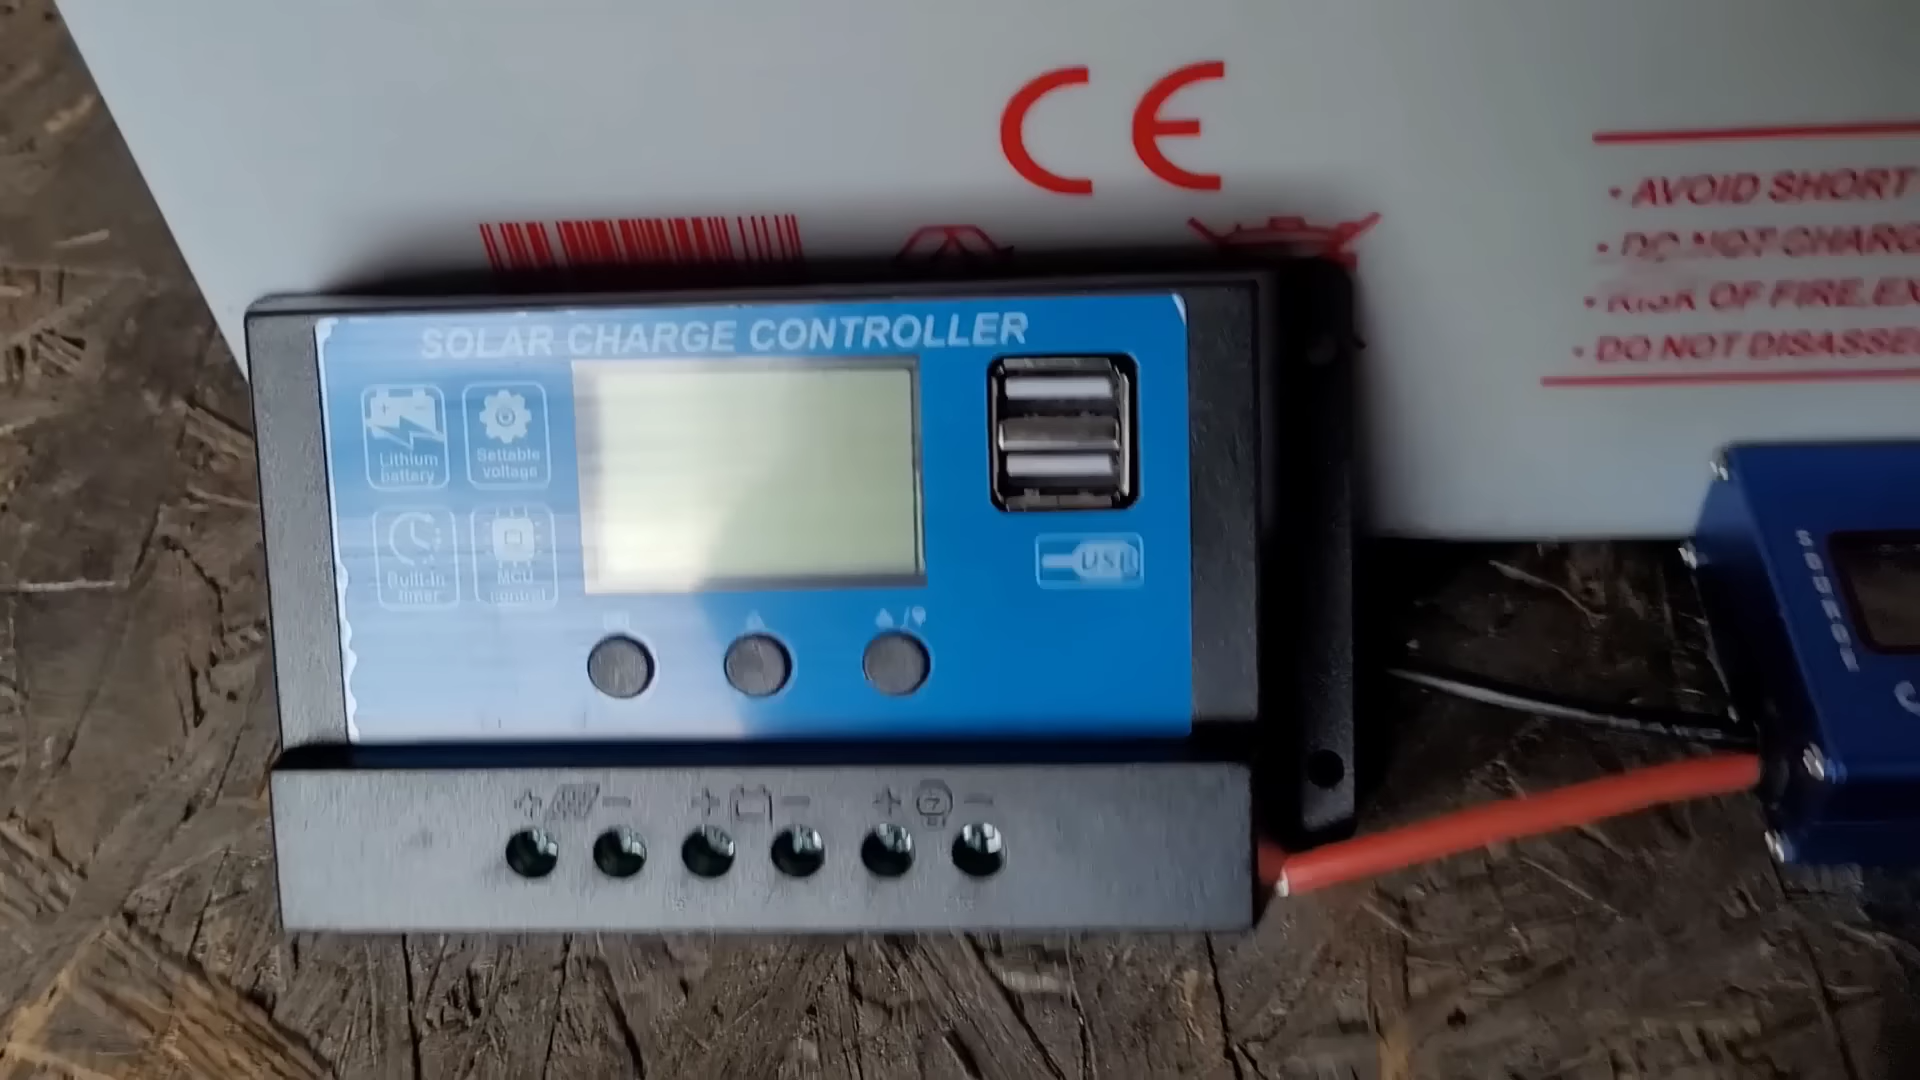 CE
• AVOID SHORT
• DO NOT CHARG
• RISK OF FIRE, EX
• DO NOT DISASSE
SOLAR CHARGE CONTROLLER
Lithium battery
Settable voltage
Built-in timer
MCU control
USB
+ -
+ -
+ -